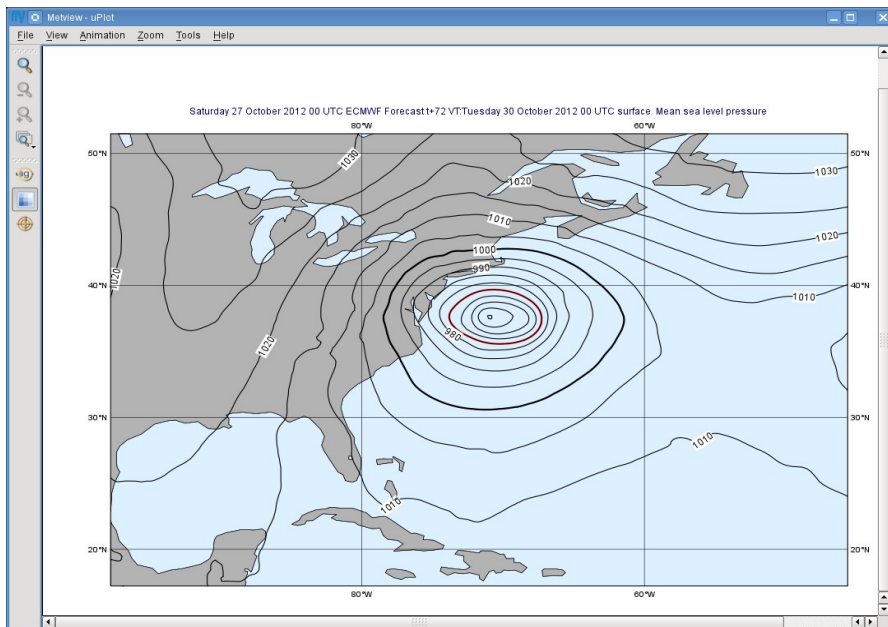 Metview - uPlot
File View Animation Zoom Tools Help
Saturday 27 October 2012 00 UTC ECMWF Forecast t+72 VT:Tuesday 30 October 2012 00 UTC surface Mean sea level pressure
80°W 60°W
50°N 50°N
1030
1030
1020
1010
1020
1000
990
1020
40°N 40°N
1010
980
1020
30°N 30°N
1010
1010
20°N 20°N
80°W 60°W